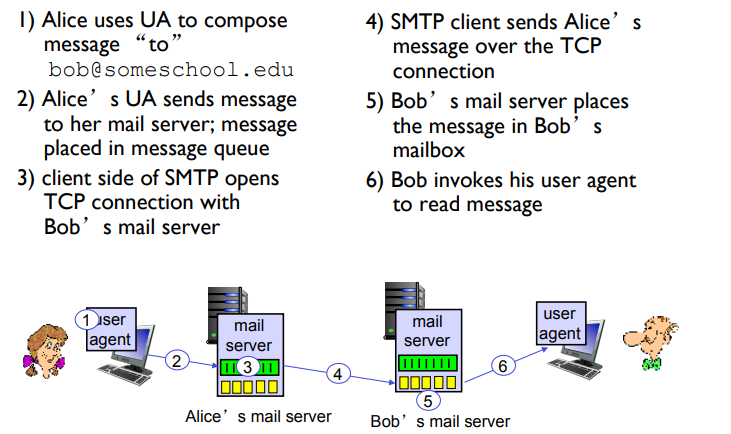 1) Alice uses UA to compose
message “to”
bob@someschool.edu
2) Alice’s UA sends message
to her mail server; message
placed in message queue
3) client side of SMTP opens
TCP connection with
Bob’s mail server
4) SMTP client sends Alice’s
message over the TCP
connection
5) Bob’s mail server places
the message in Bob’s
mailbox
6) Bob invokes his user agent
to read message
1 user
agent
2
mail
server
3
4
mail
server
5
6
user
agent
Alice’s mail server
Bob’s mail server